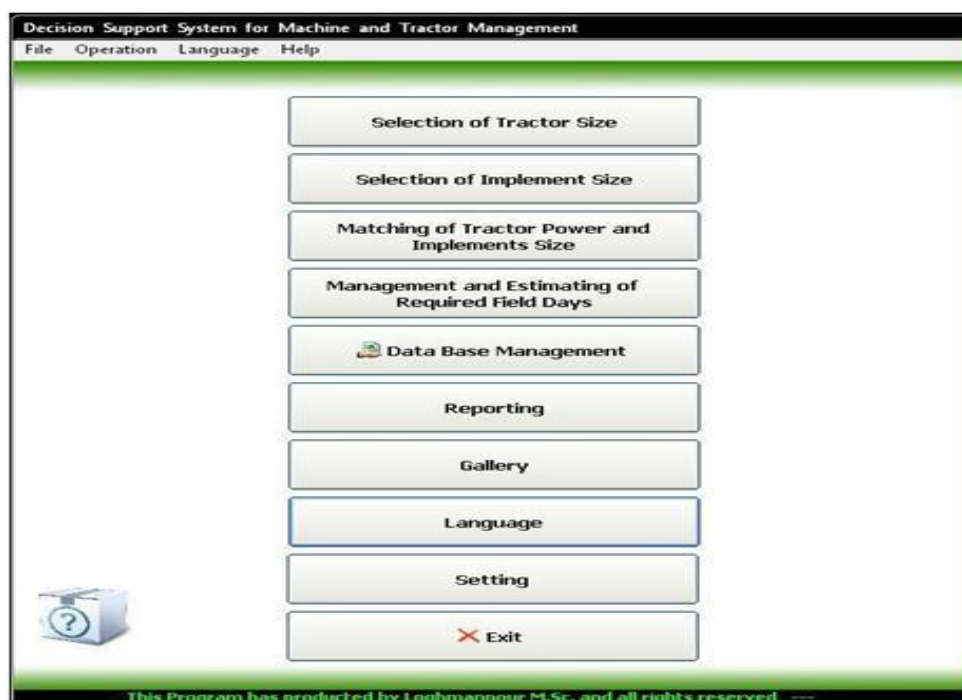 Decision Support System for Machine and Tractor Management
File Operation Language Help
Selection of Tractor Size
Selection of Implement Size
Matching of Tractor Power and
Implements Size
Management and Estimating of
Required Field Days
Data Base Management
Reporting
Gallery
Language
Setting
?
Exit
This Program has producted by Loghmanpour M.Sc. and all rights reserved. ---